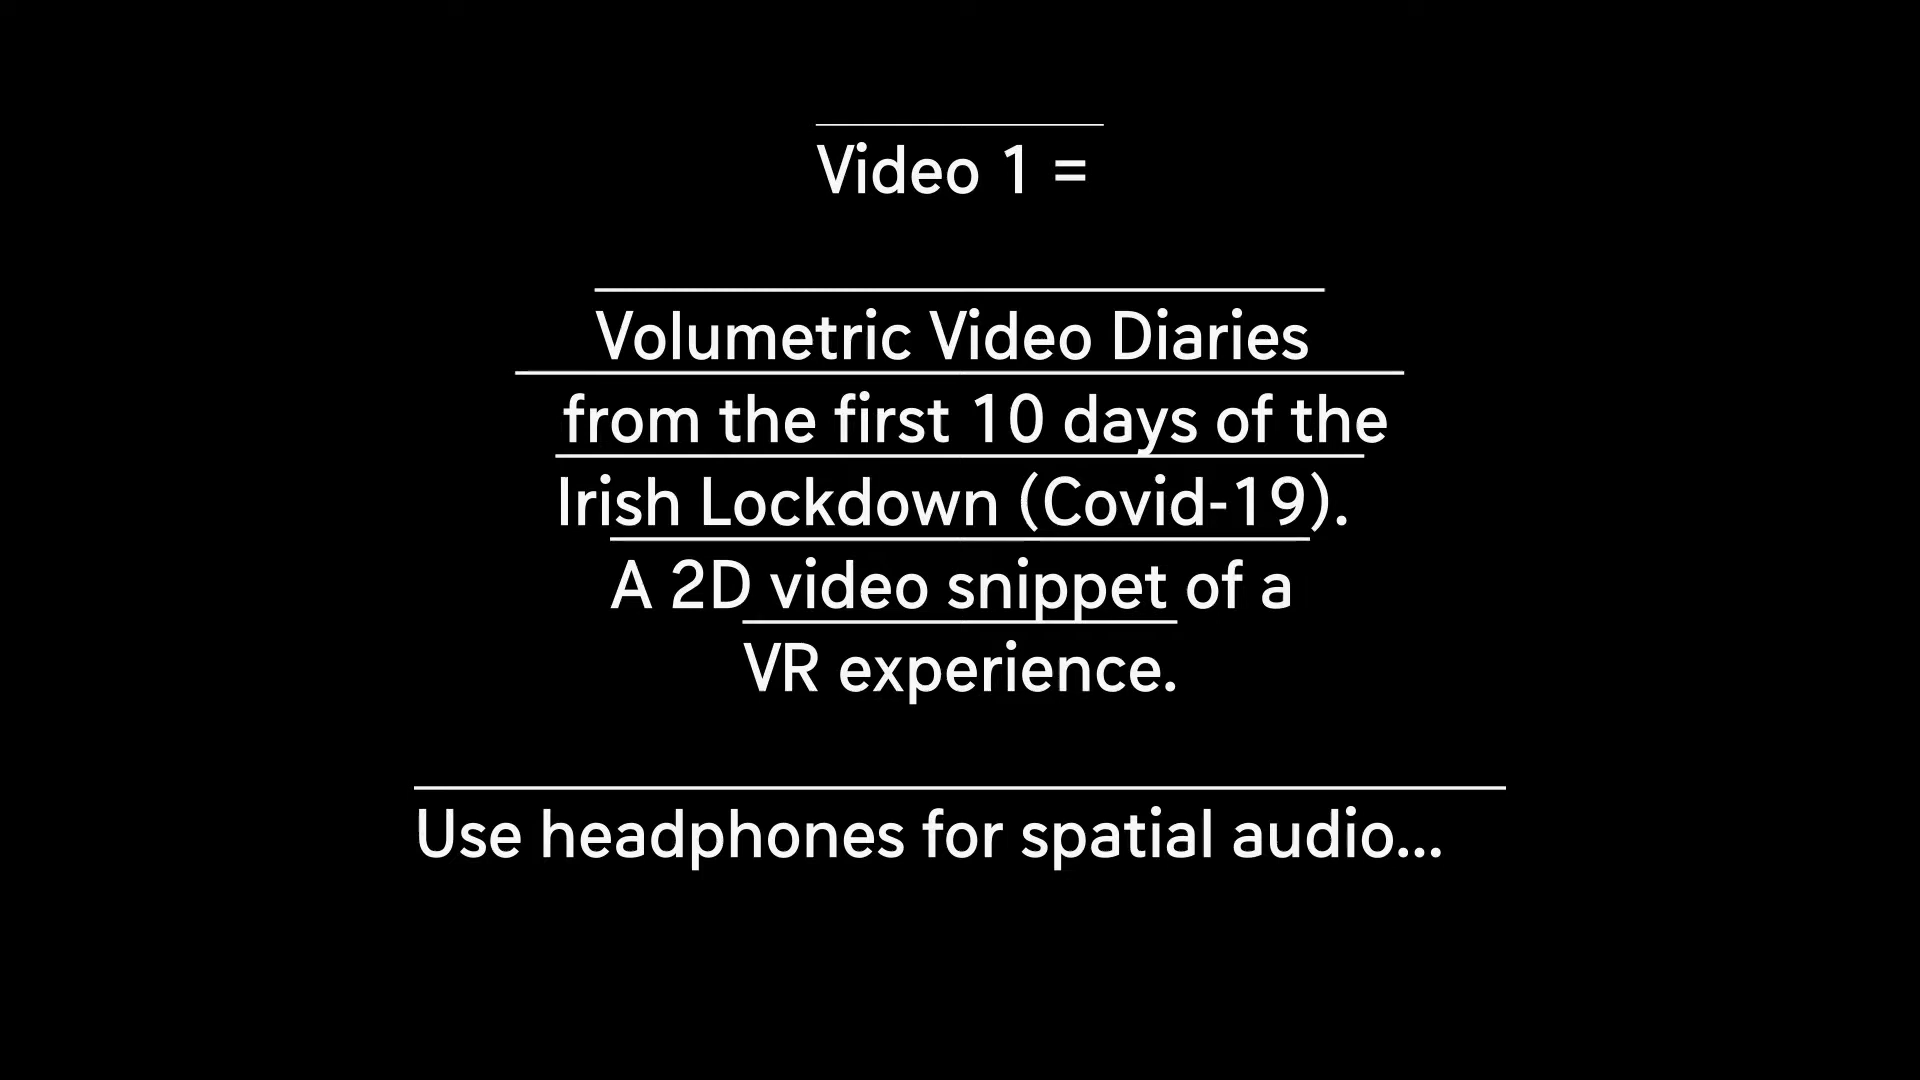 Video 1 =
Volumetric Video Diaries
from the first 10 days of the
Irish Lockdown (Covid-19).
A 2D video snippet of a
VR experience.
Use headphones for spatial audio...